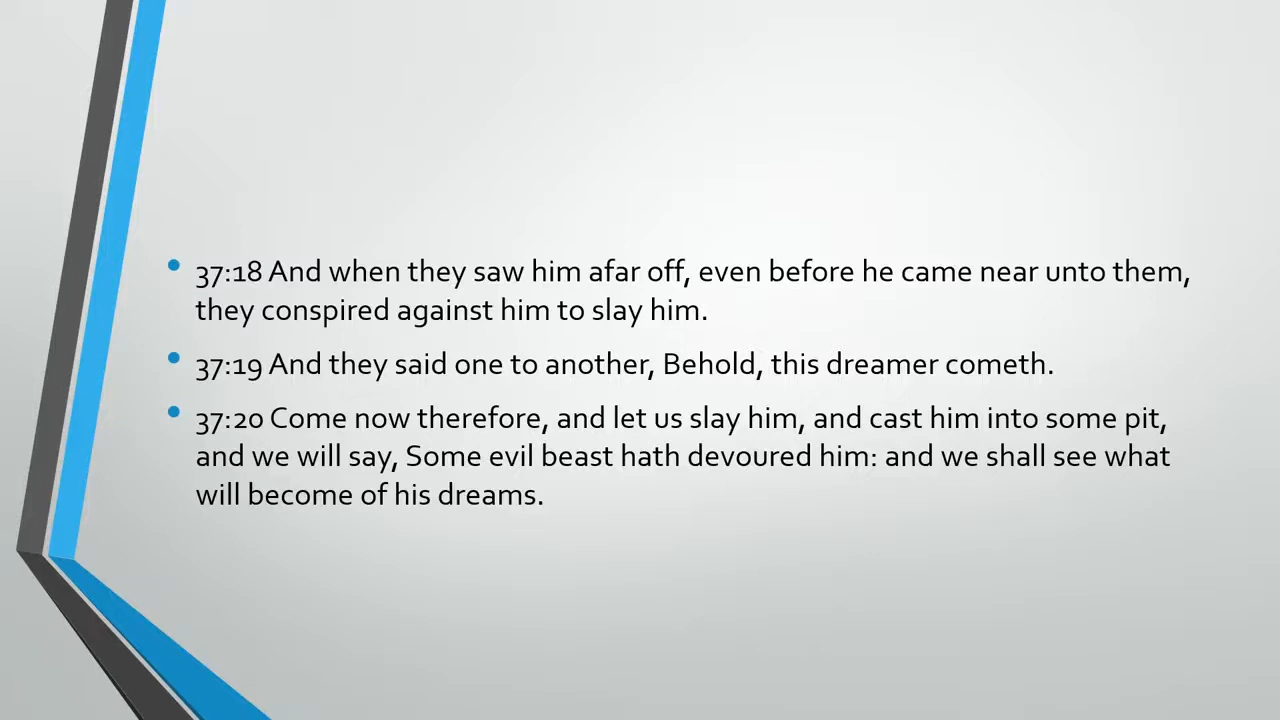 • 37:18 And when they saw him afar off, even before he came near unto them,
they conspired against him to slay him.
• 37:19 And they said one to another, Behold, this dreamer cometh.
• 37:20 Come now therefore, and let us slay him, and cast him into some pit,
and we will say, Some evil beast hath devoured him: and we shall see what
will become of his dreams.